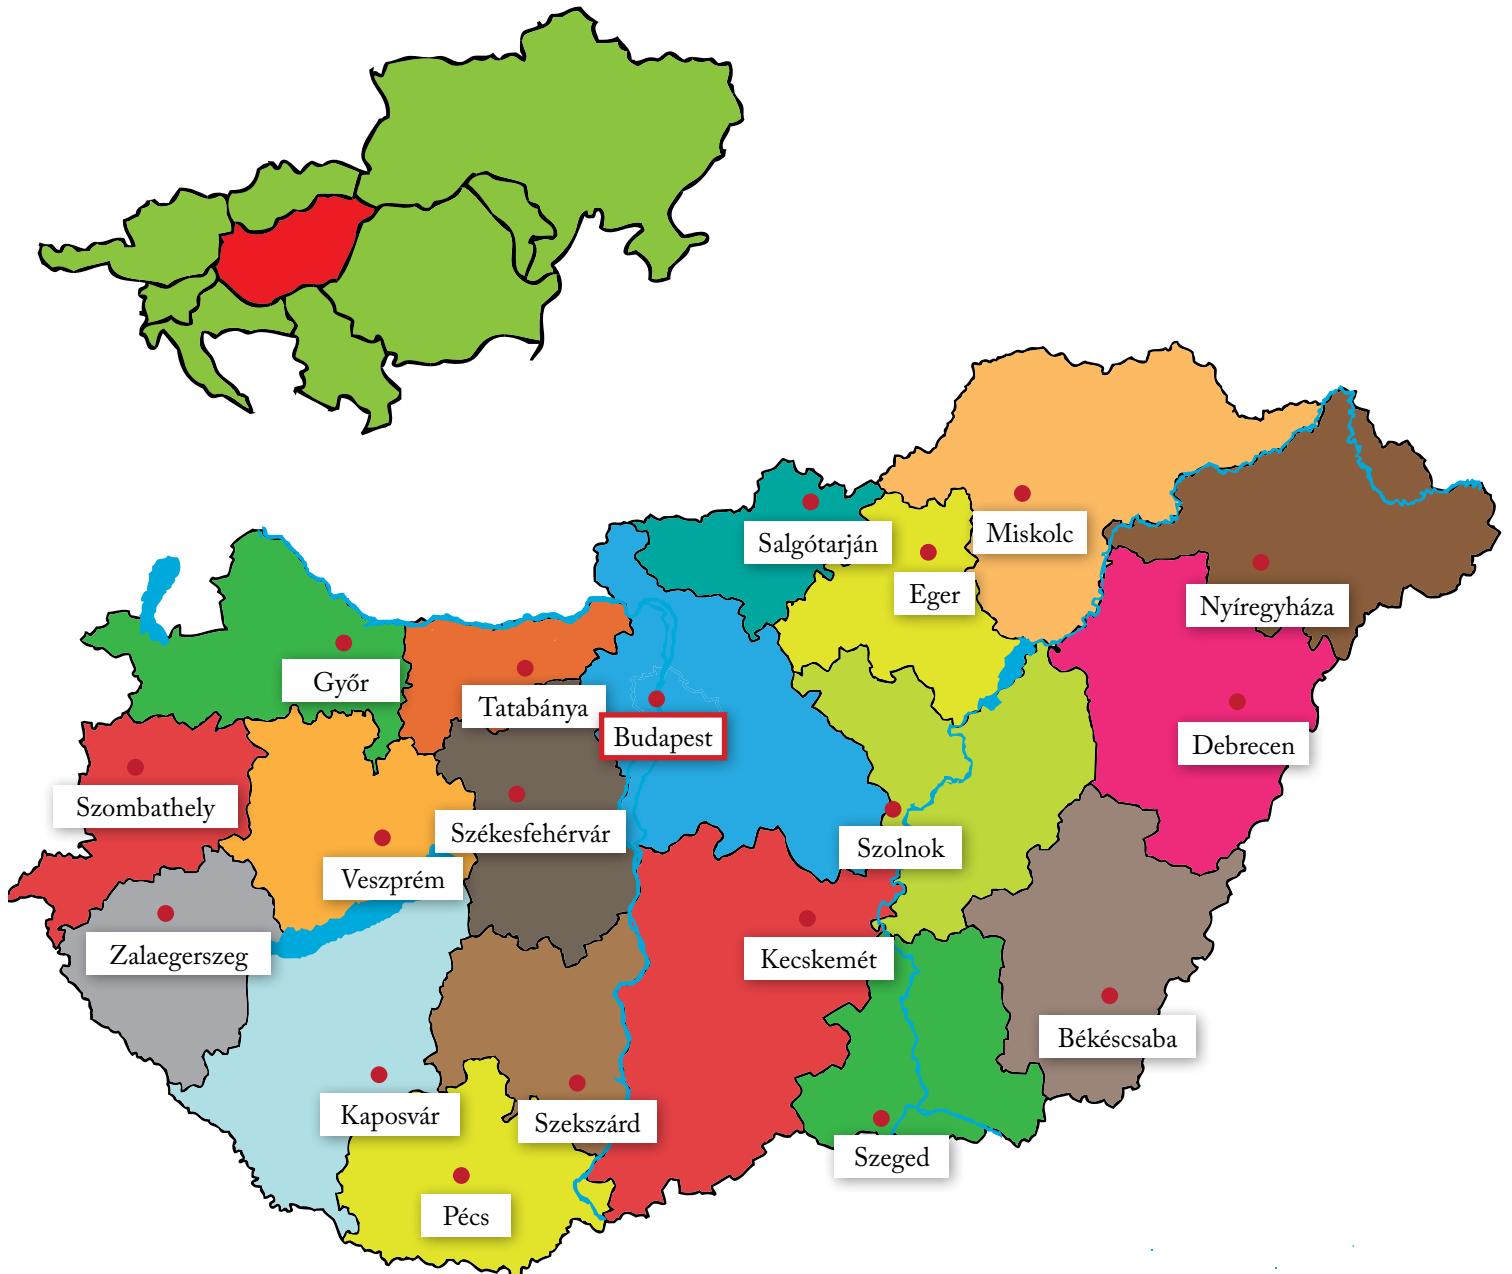 Salgótarján
Miskolc
Eger
Nyíregyháza
Győr
Tatabánya
Budapest
Debrecen
Szombathely
Székesfehérvár
Szolnok
Veszprém
Zalaegerszeg
Kecskemét
Békéscsaba
Kaposvár
Szekszárd
Szeged
Pécs